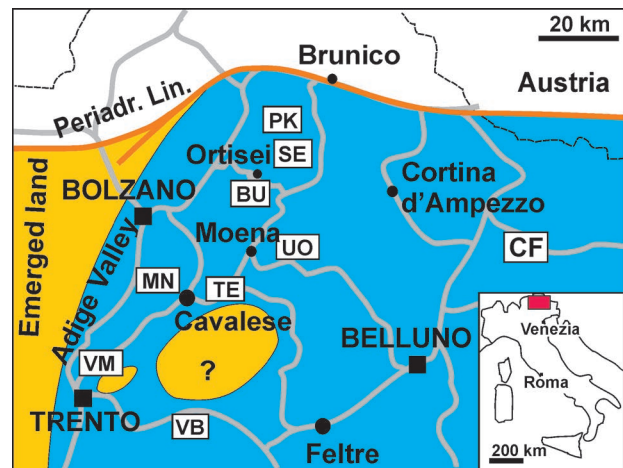 20 km
Brunico
Austria
Periadr. Lin.
PK
Ortisei
SE
BOLZANO
BU
Cortina
d’Ampezzo
Emerged land
Adige Valley
Moena
UO
CF
MN
TE
Cavalese
VM
?
BELLUNO
TRENTO
VB
Feltre
Venezia
Roma
200 km